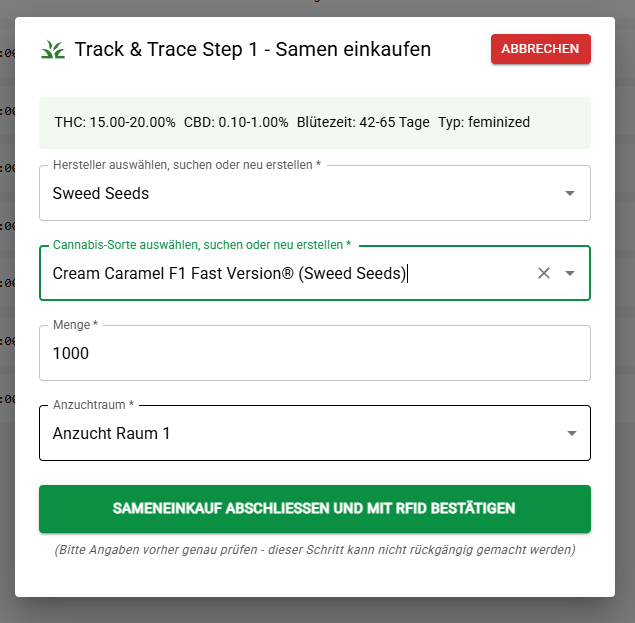 Track & Trace Step 1 - Samen einkaufen
ABBRECHEN
THC: 15.00-20.00% CBD: 0.10-1.00% Blütezeit: 42-65 Tage Typ: feminized
Hersteller auswählen, suchen oder neu erstellen *
Sweed Seeds
Cannabis-Sorte auswählen, suchen oder neu erstellen *
Cream Caramel F1 Fast Version® (Sweed Seeds)
Menge *
1000
Anzuchtraum *
Anzucht Raum 1
SAMENEINKAUF ABSCHLIESSEN UND MIT RFID BESTÄTIGEN
(Bitte Angaben vorher genau prüfen - dieser Schritt kann nicht rückgängig gemacht werden)